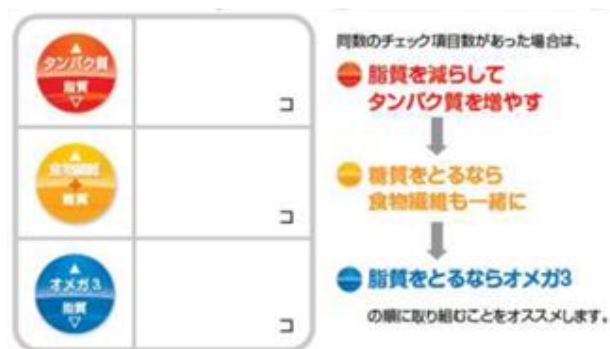 タンパク質
脂質
コ
食物繊維
糖質
コ
オメガ3
脂質
コ
同数のチェック項目数があった場合は、
脂質を減らして
タンパク質を増やす
糖質をとるなら
食物繊維も一緒に
脂質をとるならオメガ3
の順に取り組むことをオススメします。